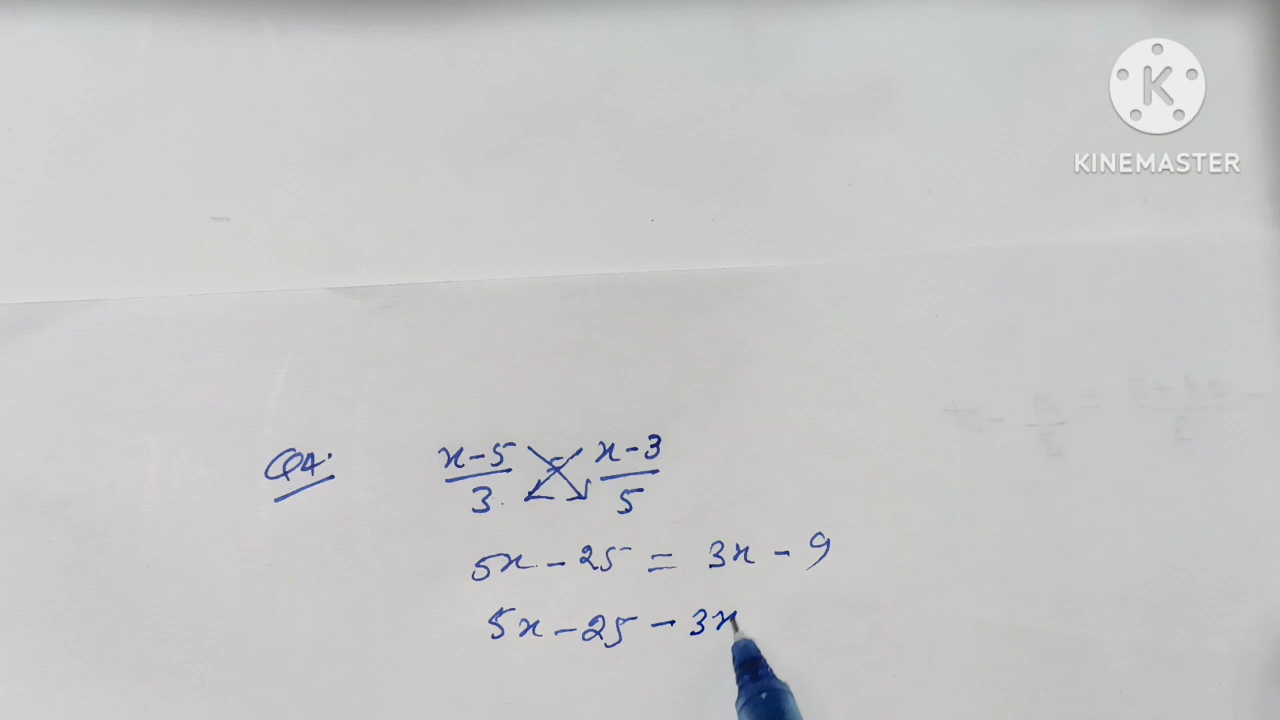 K
KINEMASTER
Q4.
x-5 = x-3
3 5
5x - 25 = 3x - 9
5x - 25 - 3x